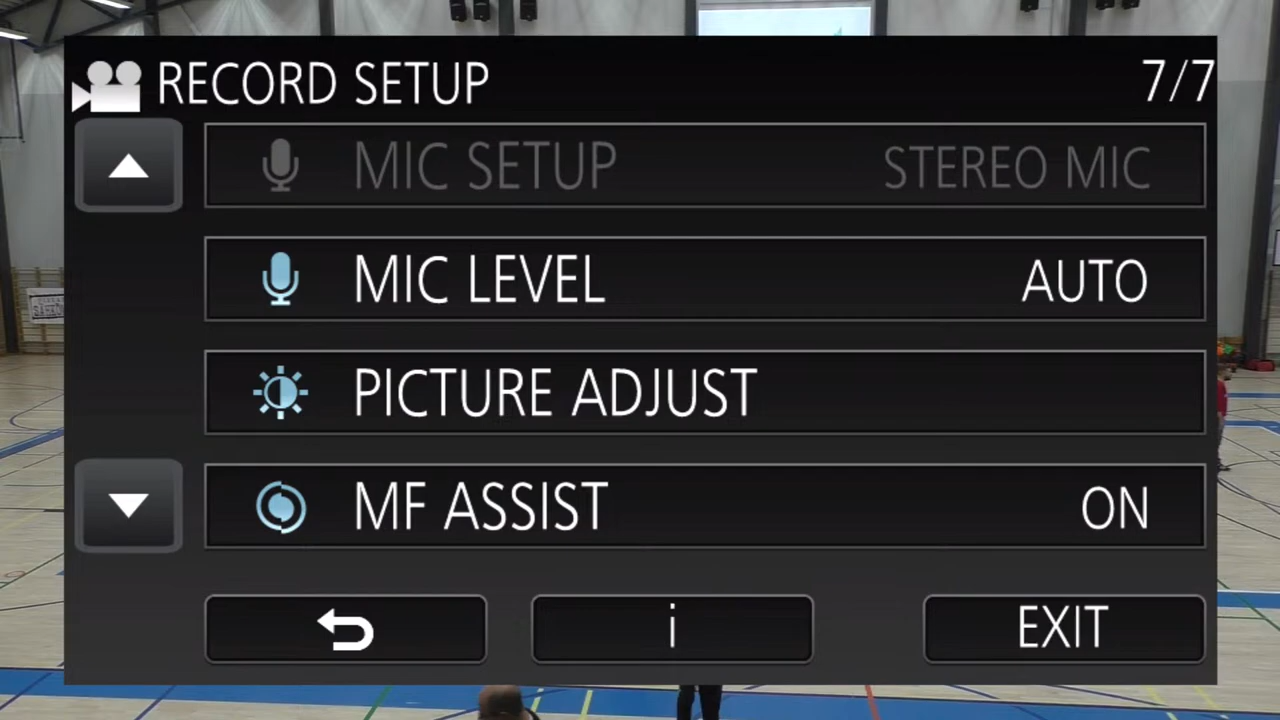 RECORD SETUP 7/7
MIC SETUP STEREO MIC
MIC LEVEL AUTO
PICTURE ADJUST
MF ASSIST ON
i EXIT